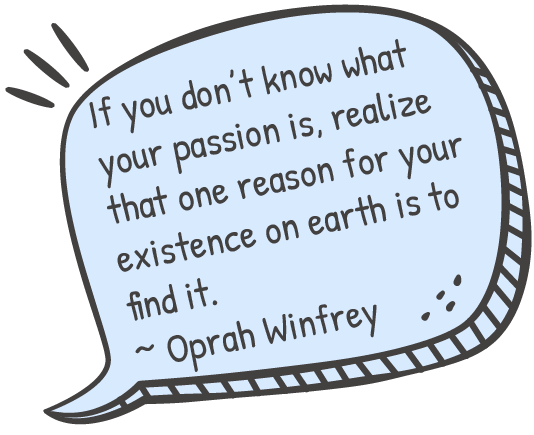 If you don't know what
your passion is, realize
that one reason for your
existence on earth is to
find it.
~ Oprah Winfrey